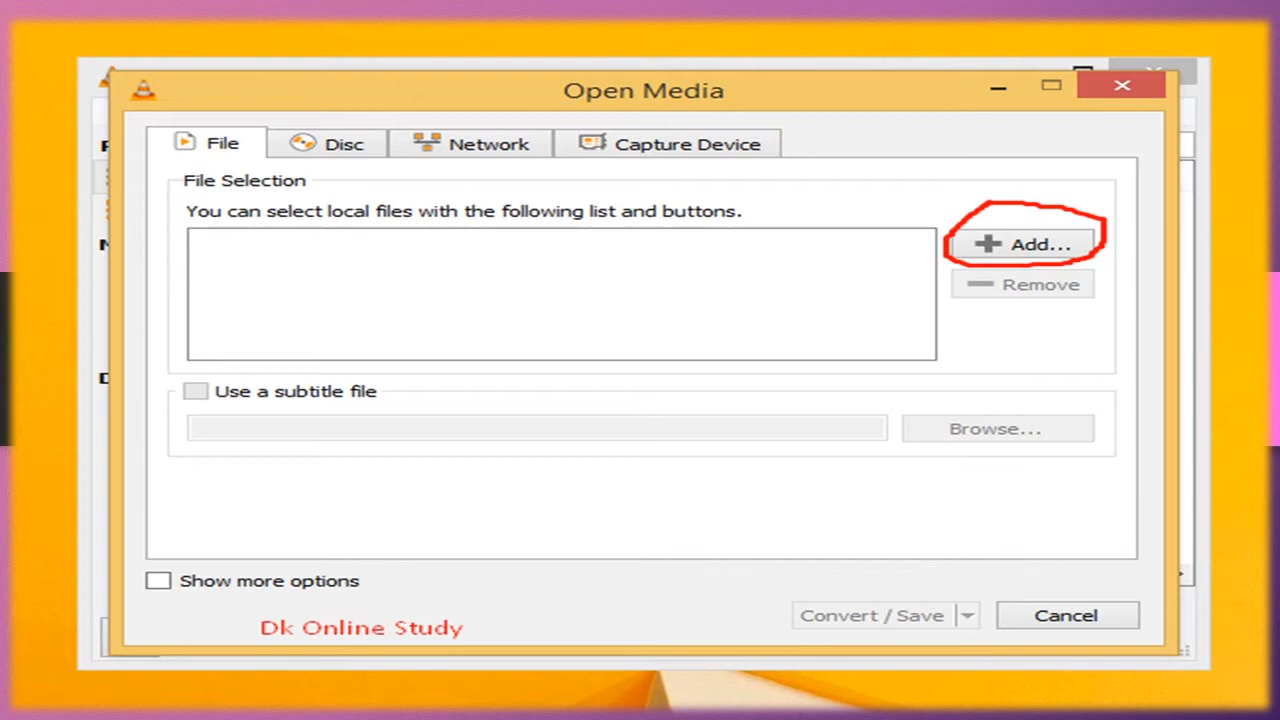 Open Media
File Disc Network Capture Device
File Selection
You can select local files with the following list and buttons.
Add...
Remove
Use a subtitle file
Browse...
Show more options
Convert / Save Cancel
Dk Online Study